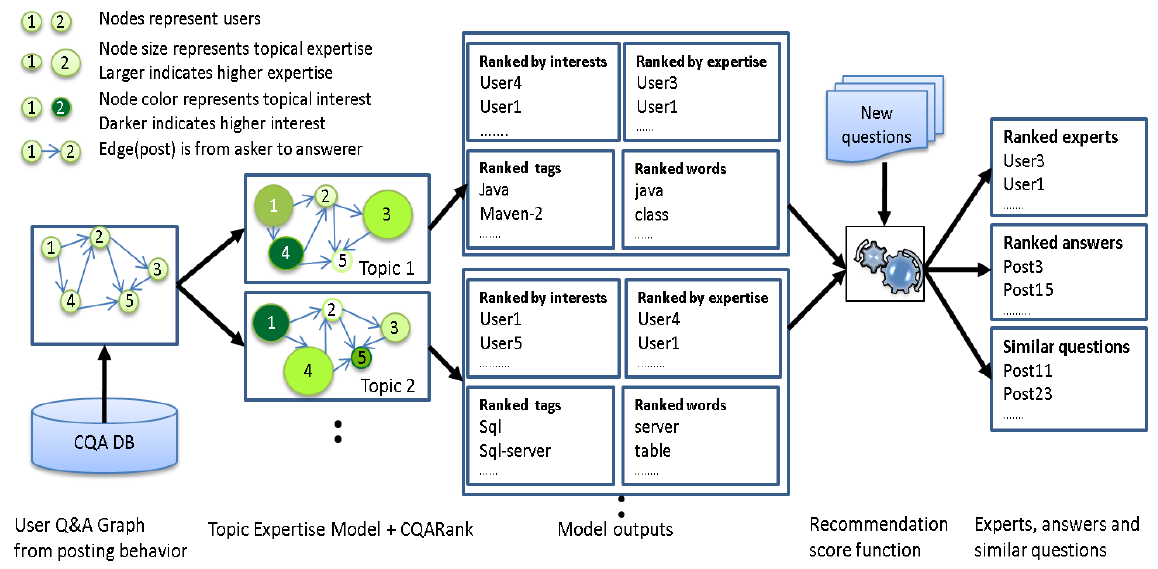 1 2 Nodes represent users
1 2 Node size represents topical expertise
Larger indicates higher expertise
1 2 Node color represents topical interest
Darker indicates higher interest
1 2 Edge(post) is from asker to answerer
1
2
3
4
5
CQA DB
User Q&A Graph
from posting behavior
1
2
3
4
5
Topic 1
1
2
3
4
5
Topic 2
Topic Expertise Model + CQARank
Ranked by interests
User4
User1
.......
Ranked by expertise
User3
User1
......
Ranked tags
Java
Maven-2
.......
Ranked words
java
class
......
Ranked by interests
User1
User5
..........
Ranked by expertise
User4
User1
.........
Ranked tags
Sql
Sql-server
......
Ranked words
server
table
.........
Model outputs
New
questions
Recommendation
score function
Ranked experts
User3
User1
.......
Ranked answers
Post3
Post15
.........
Similar questions
Post11
Post23
.......
Experts, answers and
similar questions